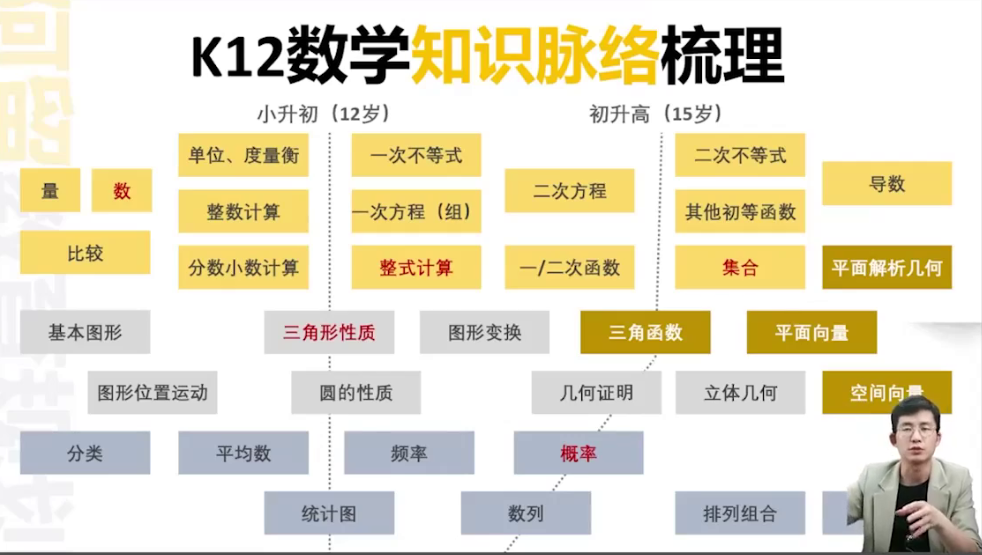 K12数学知识脉络梳理
小升初（12岁）
初升高（15岁）
单位、度量衡
一次不等式
二次不等式
量
数
二次方程
导数
整数计算
一次方程（组）
其他初等函数
比较
分数小数计算
整式计算
一/二次函数
集合
平面解析几何
基本图形
三角形性质
图形变换
三角函数
平面向量
图形位置运动
圆的性质
几何证明
立体几何
空间向量
分类
平均数
频率
概率
统计图
数列
排列组合